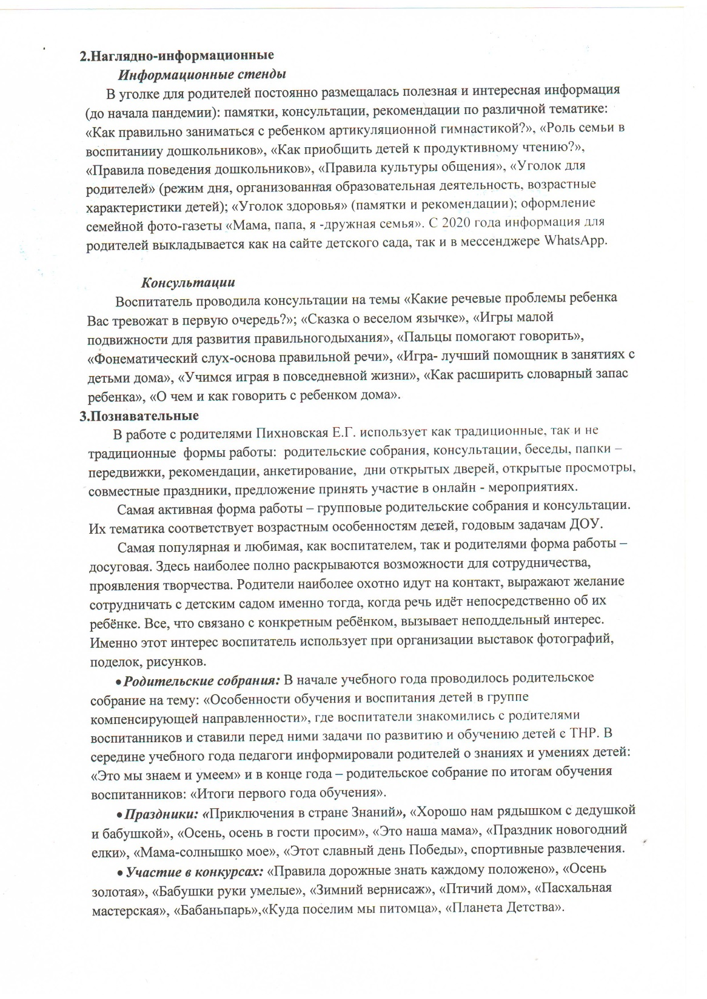 2.Наглядно-информационные
Информационные стенды
В уголке для родителей постоянно размещалась полезная и интересная информация
(до начала пандемии): памятки, консультации, рекомендации по различной тематике:
«Как правильно заниматься с ребенком артикуляционной гимнастикой?», «Роль семьи в
воспитанииу дошкольников», «Как приобщить детей к продуктивному чтению?»,
«Правила поведения дошкольников», «Правила культуры общения», «Уголок для
родителей» (режим дня, организованная образовательная деятельность, возрастные
характеристики детей); «Уголок здоровья» (памятки и рекомендации); оформление
семейной фото-газеты «Мама, папа, я -дружная семья». С 2020 года информация для
родителей выкладывается как на сайте детского сада, так и в мессенджере WhatsApp.
Консультации
Воспитатель проводила консультации на темы «Какие речевые проблемы ребенка
Вас тревожат в первую очередь?»; «Сказка о веселом язычке», «Игры малой
подвижности для развития правильногодыхания», «Пальцы помогают говорить»,
«Фонематический слух-основа правильной речи», «Игра- лучший помощник в занятиях с
детьми дома», «Учимся играя в повседневной жизни», «Как расширить словарный запас
ребенка», «О чем и как говорить с ребенком дома».
3.Познавательные
В работе с родителями Пихновская Е.Г. использует как традиционные, так и не
традиционные формы работы: родительские собрания, консультации, беседы, папки –
передвижки, рекомендации, анкетирование, дни открытых дверей, открытые просмотры,
совместные праздники, предложение принять участие в онлайн - мероприятиях.
Самая активная форма работы – групповые родительские собрания и консультации.
Их тематика соответствует возрастным особенностям детей, годовым задачам ДОУ.
Самая популярная и любимая, как воспитателем, так и родителями форма работы –
досуговая. Здесь наиболее полно раскрываются возможности для сотрудничества,
проявления творчества. Родители наиболее охотно идут на контакт, выражают желание
сотрудничать с детским садом именно тогда, когда речь идёт непосредственно об их
ребёнке. Все, что связано с конкретным ребёнком, вызывает неподдельный интерес.
Именно этот интерес воспитатель использует при организации выставок фотографий,
поделок, рисунков.
•Родительские собрания: В начале учебного года проводилось родительское
собрание на тему: «Особенности обучения и воспитания детей в группе
компенсирующей направленности», где воспитатели знакомились с родителями
воспитанников и ставили перед ними задачи по развитию и обучению детей с ТНР. В
середине учебного года педагоги информировали родителей о знаниях и умениях детей:
«Это мы знаем и умеем» и в конце года – родительское собрание по итогам обучения
воспитанников: «Итоги первого года обучения».
•Праздники: «Приключения в стране Знаний», «Хорошо нам рядышком с дедушкой
и бабушкой», «Осень, осень в гости просим», «Это наша мама», «Праздник новогодний
елки», «Мама-солнышко мое», «Этот славный день Победы», спортивные развлечения.
•Участие в конкурсах: «Правила дорожные знать каждому положено», «Осень
золотая», «Бабушки руки умелые», «Зимний вернисаж», «Птичий дом», «Пасхальная
мастерская», «Бабаньпарь»,«Куда поселим мы питомца», «Планета Детства».